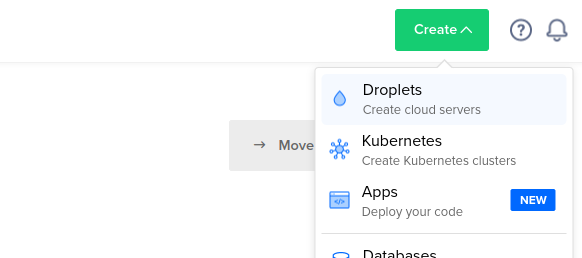 Create
Droplets
Create cloud servers
→ Move
Kubernetes
Create Kubernetes clusters
Apps
NEW
Deploy your code
Databases